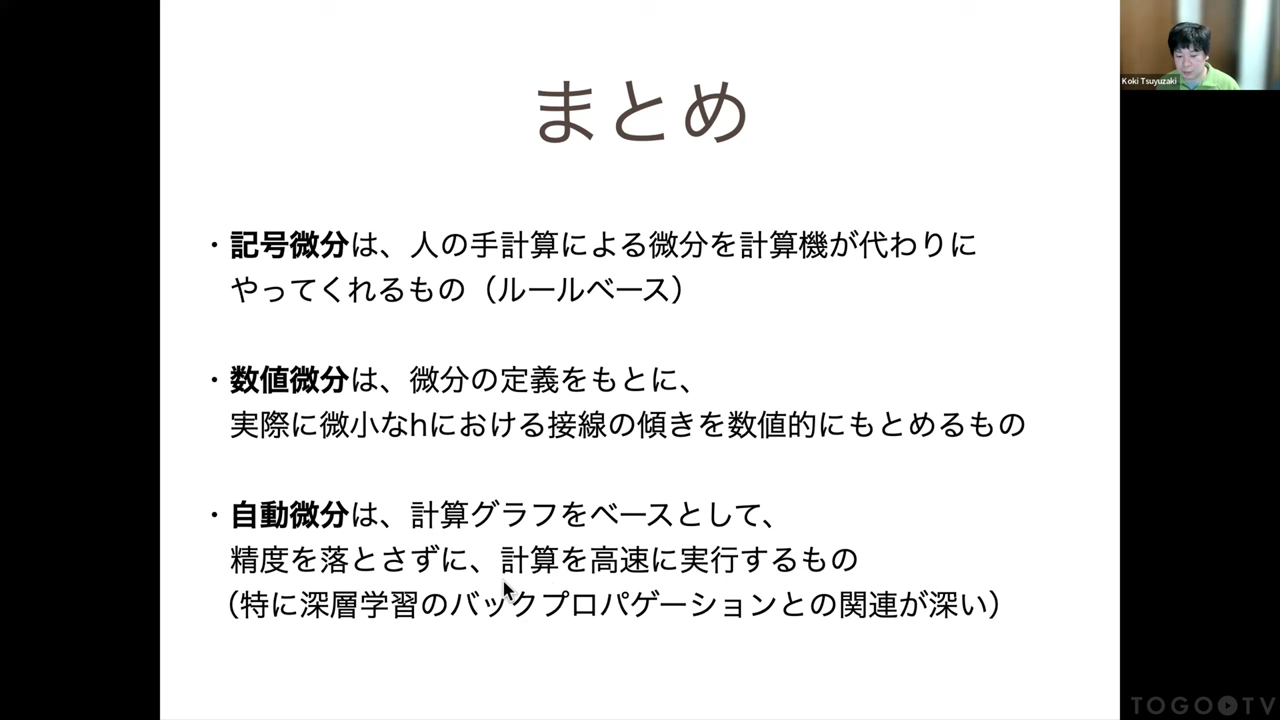 まとめ
・記号微分は、人の手計算による微分を計算機が代わりに
やってくれるもの（ルールベース）
・数値微分は、微分の定義をもとに、
実際に微小なhにおける接線の傾きを数値的にもとめるもの
・自動微分は、計算グラフをベースとして、
精度を落とさずに、計算を高速に実行するもの
（特に深層学習のバックプロパゲーションとの関連が深い）
Koki Tsuyuzaki
TOGO TV